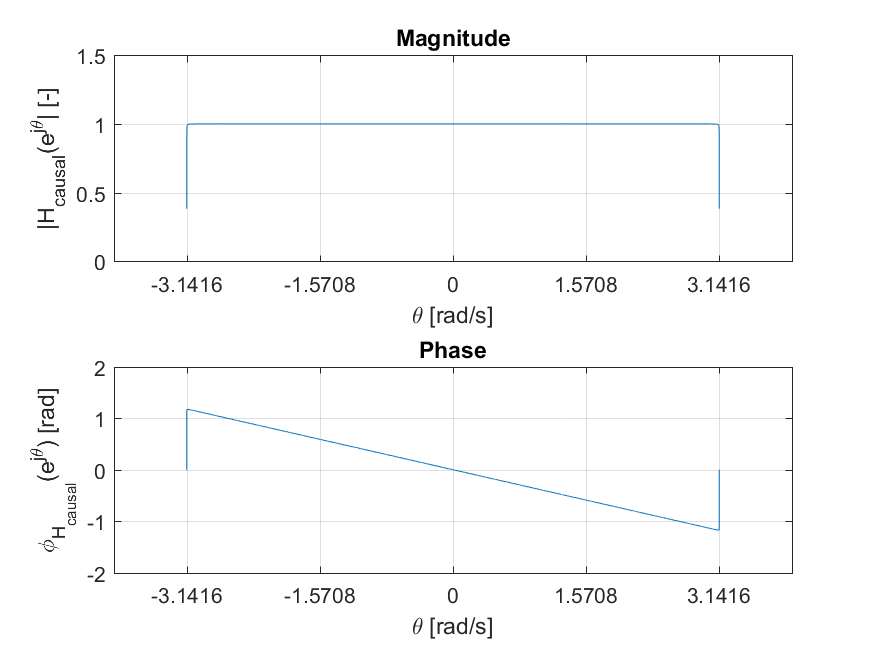 Magnitude
|H_causal(e^jθ| [-]
1.5
1
0.5
0
-3.1416 -1.5708 0 1.5708 3.1416
θ [rad/s]
Phase
ϕ_H_causal (e^jθ) [rad]
2
1
0
-1
-2
-3.1416 -1.5708 0 1.5708 3.1416
θ [rad/s]